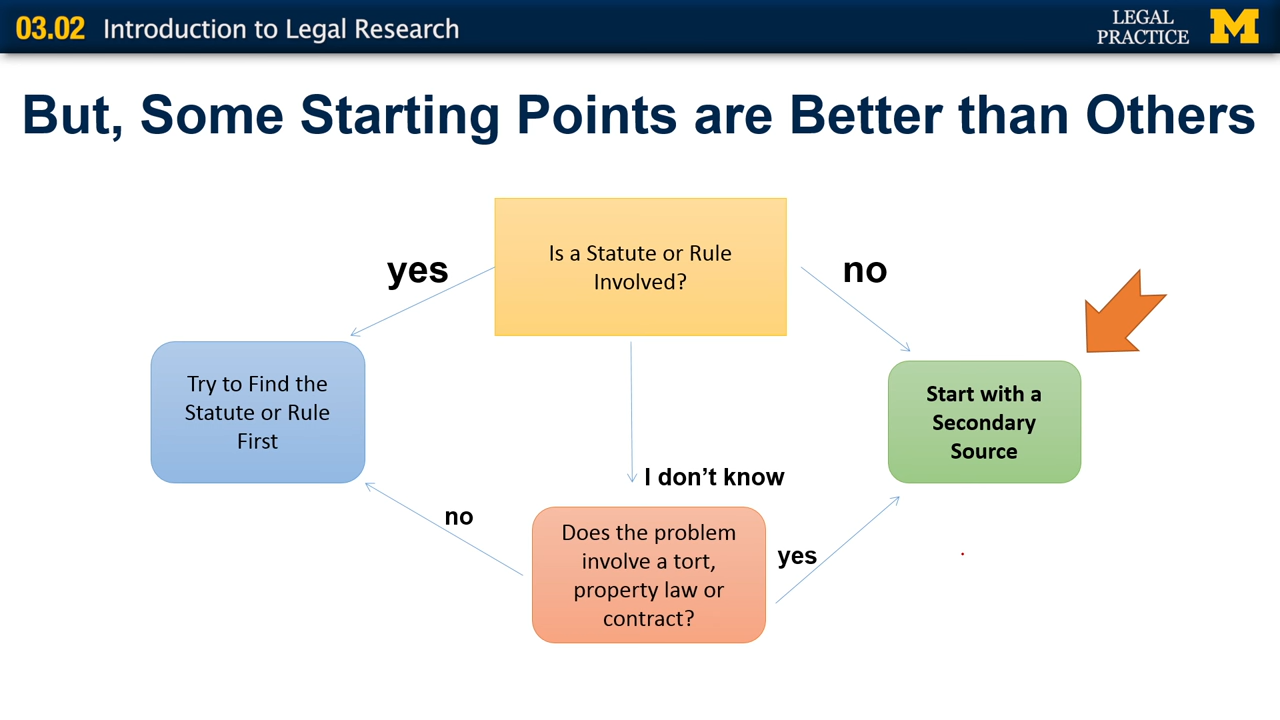 03.02 Introduction to Legal Research
LEGAL
PRACTICE
M
But, Some Starting Points are Better than Others
Is a Statute or Rule
Involved?
yes
no
Try to Find the
Statute or Rule
First
Start with a
Secondary
Source
I don’t know
no
Does the problem
involve a tort,
property law or
contract?
yes